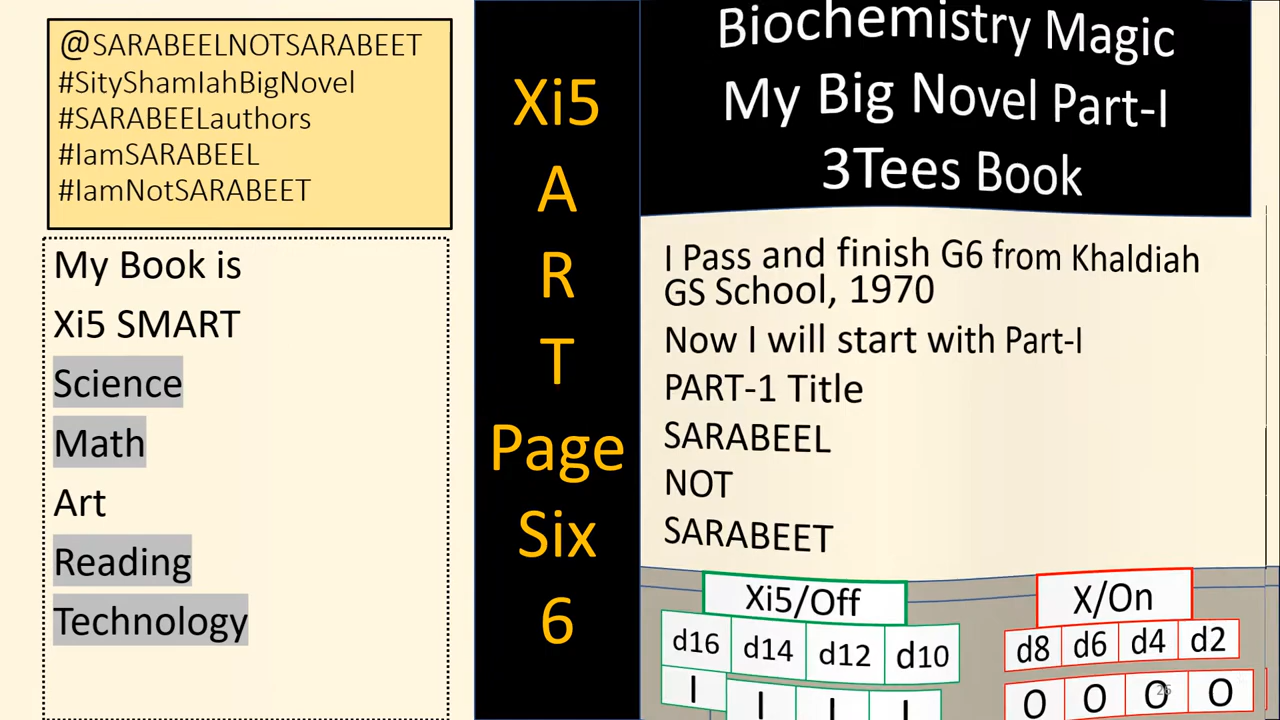 @SARABEELNOTSARABEET
#SityShamIahBigNovel
#SARABEELauthors
#IamSARABEEL
#IamNotSARABEET
My Book is
Xi5 SMART
Science
Math
Art
Reading
Technology
Xi5
A
R
T
Page
Six
6
Biochemistry Magic
My Big Novel Part-I
3Tees Book
I Pass and finish G6 from Khaldiah
GS School, 1970
Now I will start with Part-I
PART-1 Title
SARABEEL
NOT
SARABEET
Xi5/Off
d16 d14 d12 d10
I I I I
X/On
d8 d6 d4 d2
O O O O
26